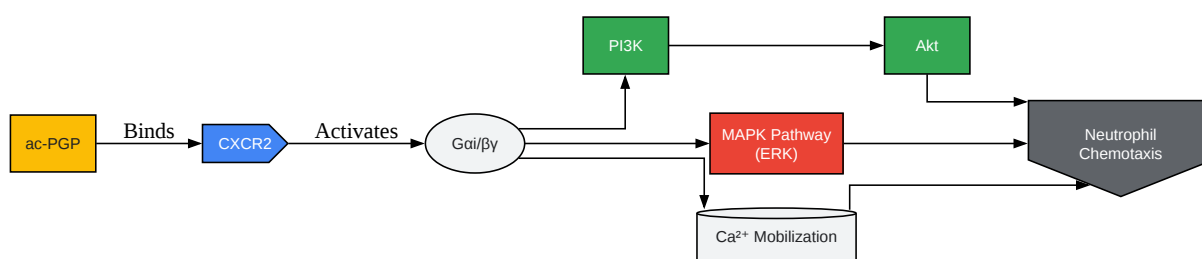 PI3K
Akt
ac-PGP
Binds
CXCR2
Activates
Gαi/βγ
MAPK Pathway
(ERK)
Neutrophil
Chemotaxis
Ca²⁺ Mobilization